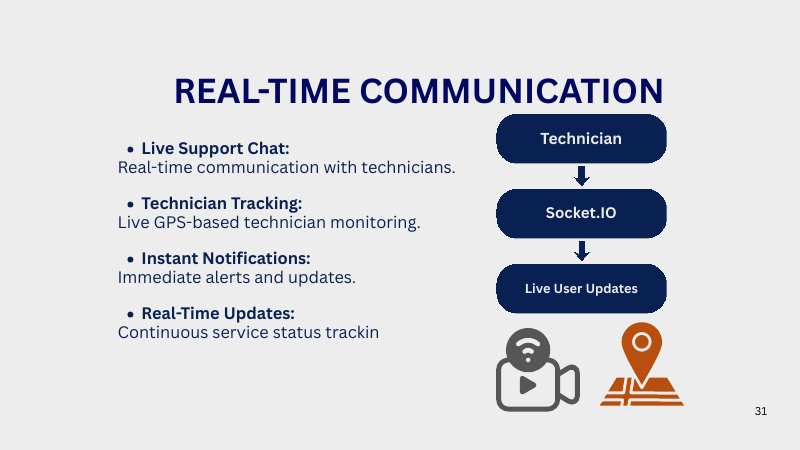 REAL-TIME COMMUNICATION
• Live Support Chat:
Real-time communication with technicians.
• Technician Tracking:
Live GPS-based technician monitoring.
• Instant Notifications:
Immediate alerts and updates.
• Real-Time Updates:
Continuous service status trackin
Technician
Socket.IO
Live User Updates
31